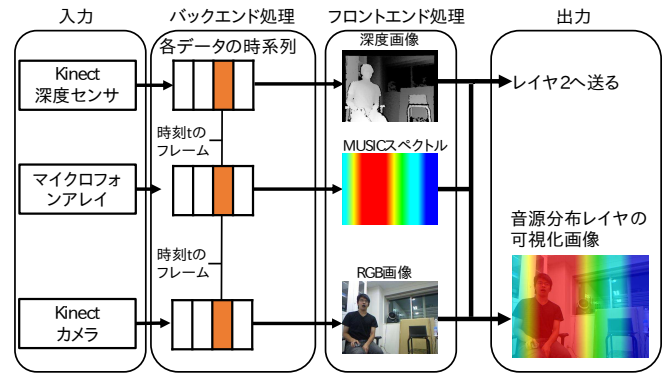 入力
バックエンド処理
フロントエンド処理
出力
各データの時系列
深度画像
Kinect
深度センサ
レイヤ2へ送る
時刻tの
フレーム
MUSICスペクトル
マイクロフォ
ンアレイ
音源分布レイヤの
可視化画像
時刻tの
フレーム
RGB画像
Kinect
カメラ